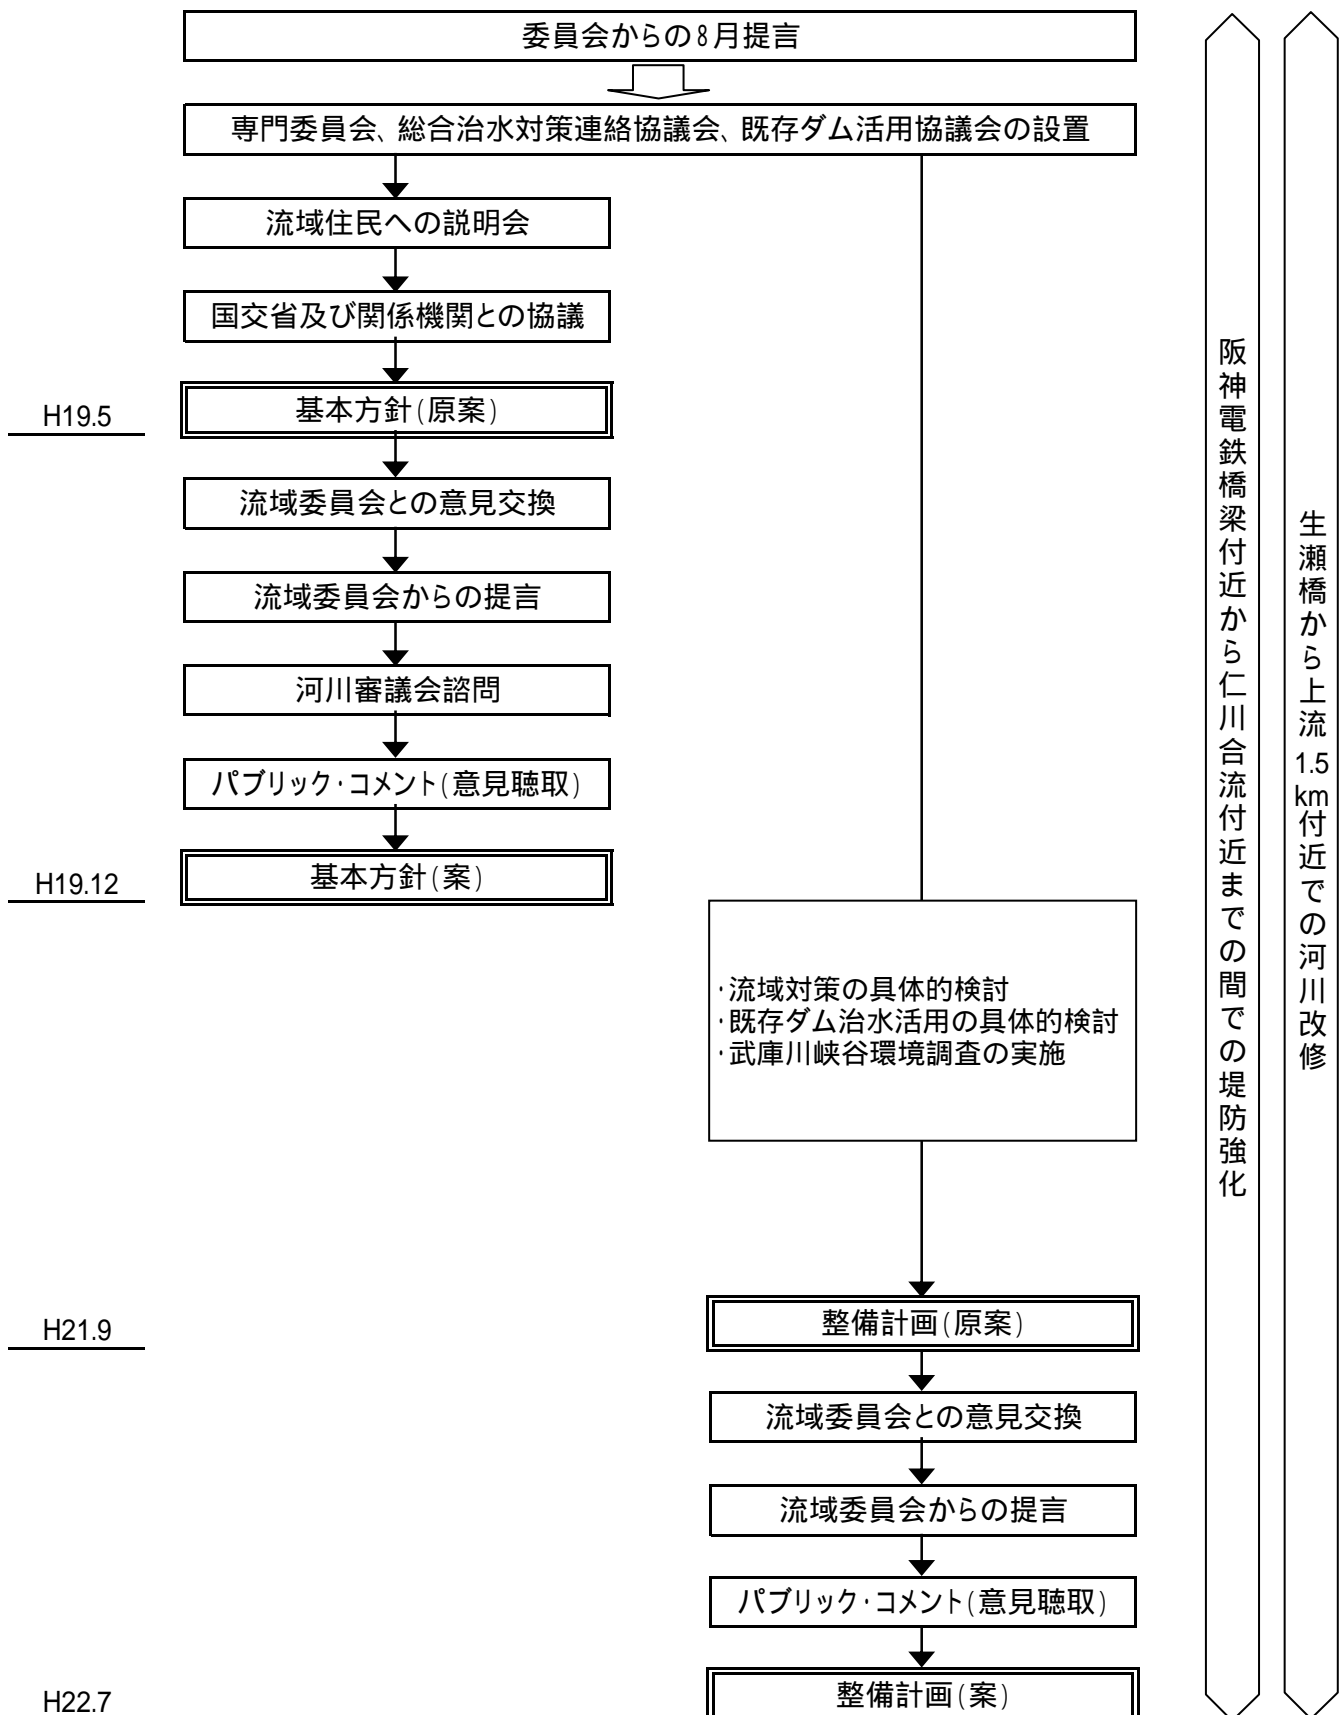 委員会からの8月提言
専門委員会、総合治水対策連絡協議会、既存ダム活用協議会の設置
流域住民への説明会
国交省及び関係機関との協議
H19.5
基本方針(原案)
流域委員会との意見交換
流域委員会からの提言
河川審議会諮問
パブリック・コメント(意見聴取)
H19.12
基本方針(案)
・流域対策の具体的検討
・既存ダム治水活用の具体的検討
・武庫川峡谷環境調査の実施
H21.9
整備計画(原案)
流域委員会との意見交換
流域委員会からの提言
パブリック・コメント(意見聴取)
H22.7
整備計画(案)
阪神電鉄橋梁付近から仁川合流付近までの間での堤防強化
生瀬橋から上流1.5km付近での河川改修